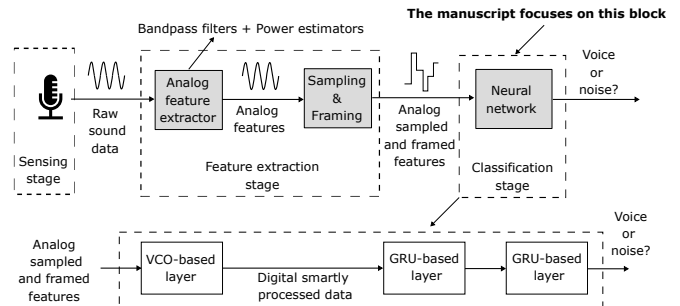 The manuscript focuses on this block
Bandpass filters + Power estimators
Voice
or
noise?
Analog
feature
extractor
Sampling
&
Framing
Neural
network
Raw
sound
data
Analog
features
Analog
sampled
and framed
features
Sensing
stage
Feature extraction
stage
Classification
stage
Voice
or
noise?
Analog
sampled
and framed
features
VCO-based
layer
Digital smartly
processed data
GRU-based
layer
GRU-based
layer